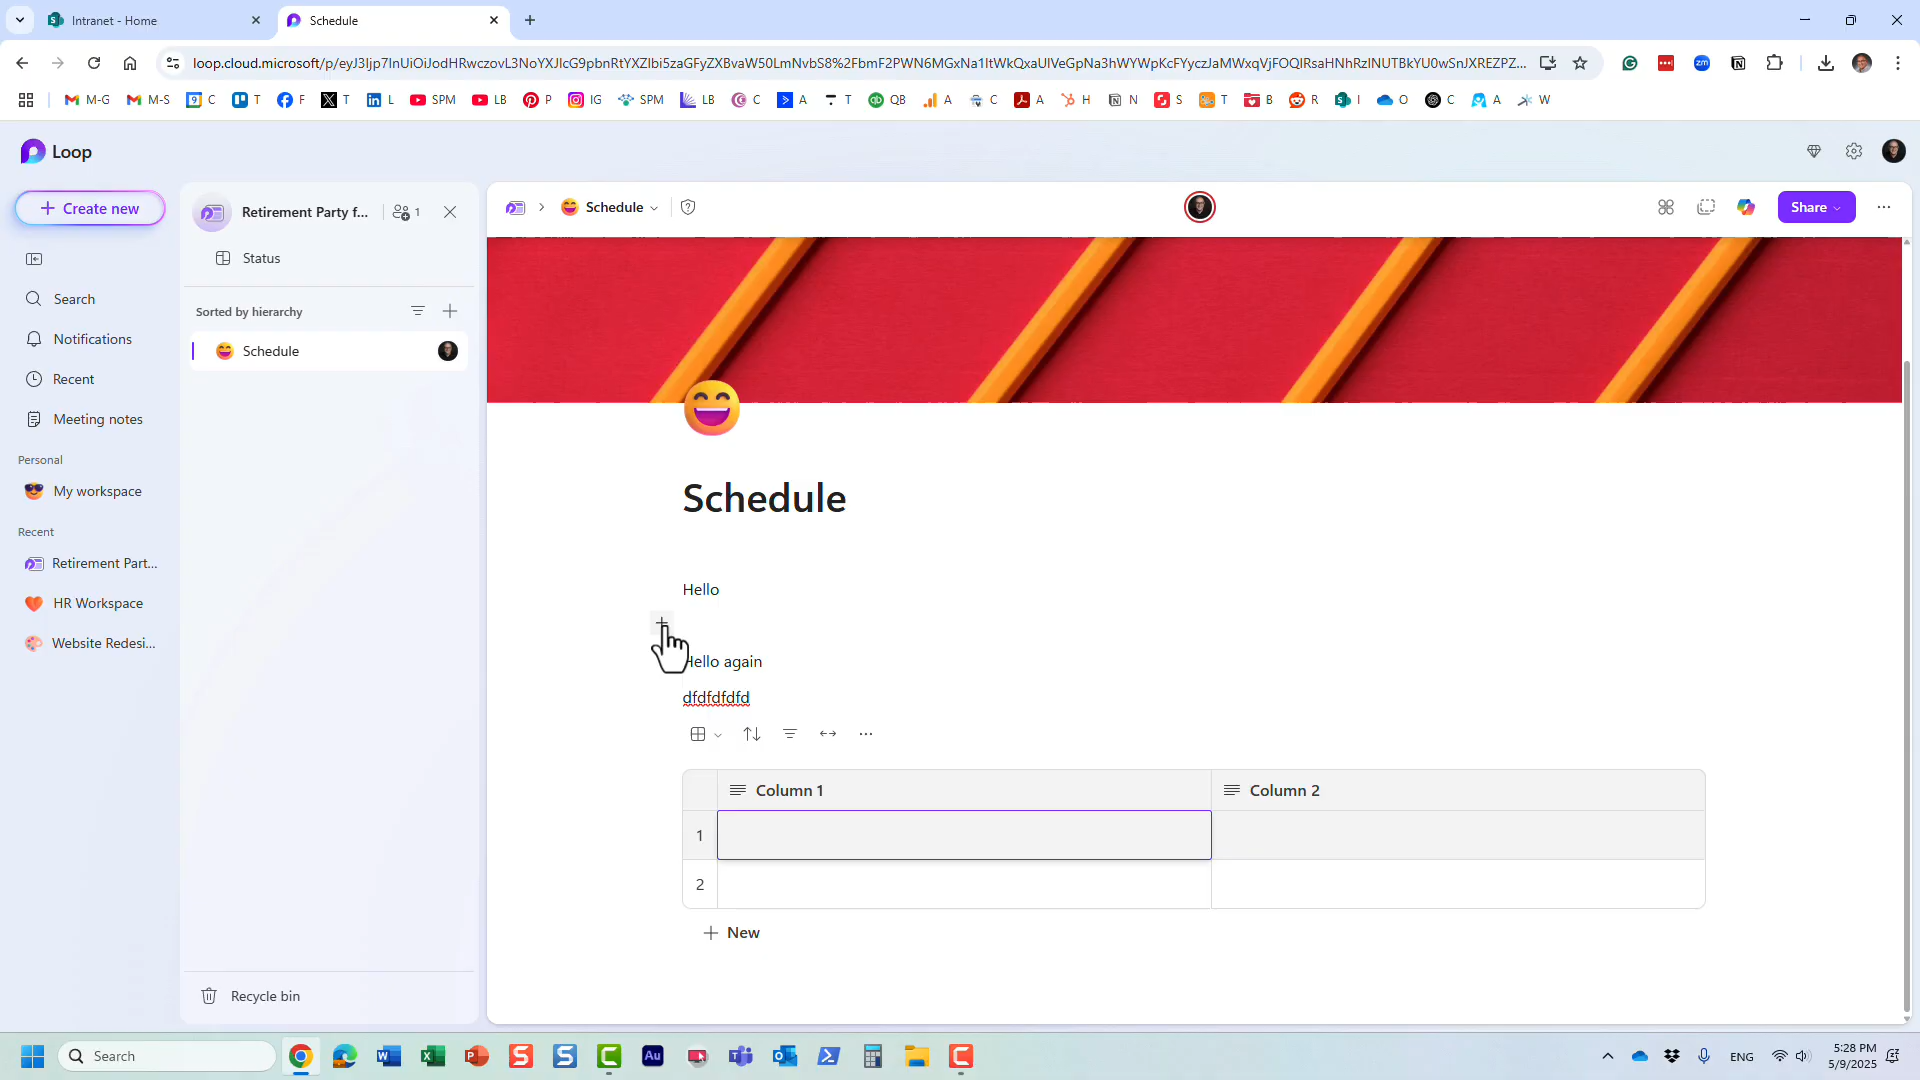 Intranet - Home
Schedule
loop.cloud.microsoft/p/eyJ3Ijp7InUiOiJodHRwczovL3NoYXJlcG9pbnRtYXZlbi5zaGFyZXBvaW50LmNvbS8%2FbmF2PWN6MGxNa1ItWkQxaUlVeGpNa3hWYWpKcFYyczJaMWxqVjFOQlRsaHNhRzlNUTBkYU0wSnJXREZPZ...
M-G
M-S
C
T
F
T
L
SPM
LB
P
IG
SPM
LB
C
A
T
QB
A
C
A
H
N
S
T
B
R
I
O
C
A
W
Loop
Create new
Search
Notifications
Recent
Meeting notes
Personal
My workspace
Recent
Retirement Part...
HR Workspace
Website Redesi...
Retirement Party f...
1
Status
Sorted by hierarchy
Schedule
Recycle bin
Schedule
Share
Schedule
Hello
Hello again
dfdfdfdfd
Column 1
Column 2
1
2
New
Search
ENG
5:28 PM
5/9/2025